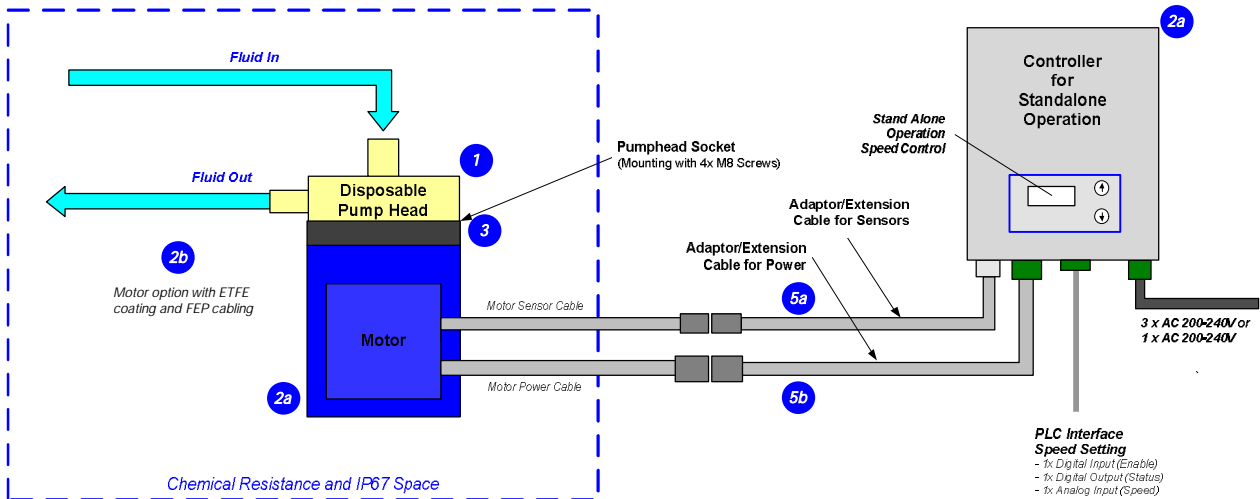 Fluid In
Fluid Out
1
Disposable
Pump Head
3
2b
Motor option with ETFE
coating and FEP cabling
Motor
2a
Chemical Resistance and IP67 Space
Pumphead Socket
(Mounting with 4x M8 Screws)
Motor Sensor Cable
Motor Power Cable
Adaptor/Extension
Cable for Sensors
Adaptor/Extension
Cable for Power
5a
5b
2a
Controller
for
Standalone
Operation
Stand Alone
Operation
Speed Control
3 x AC 200-240V or
1 x AC 200-240V
PLC Interface
Speed Setting
- 1x Digital Input (Enable)
- 1x Digital Output (Status)
- 1x Analog Input (Speed)